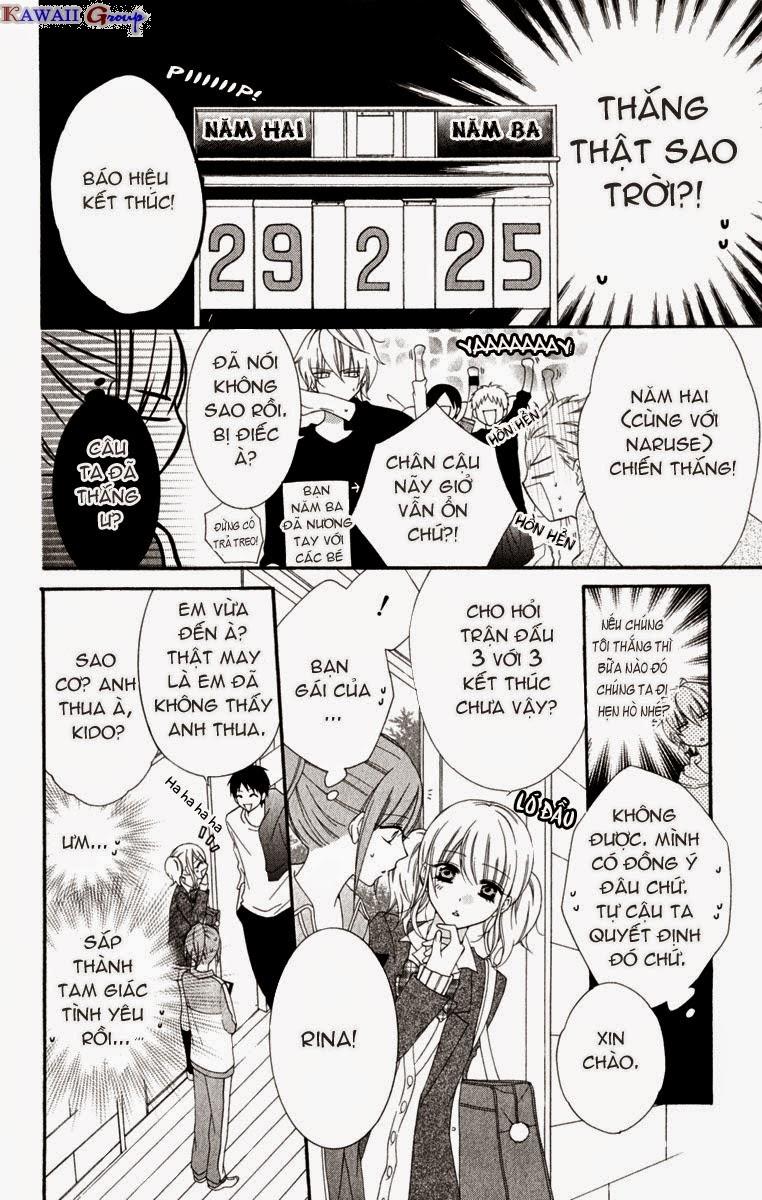 KAWAII Group
THẮNG
THẬT SAO
TRỜI?!
PIIIIIIP!
NĂM HAI
NĂM BA
29 2 25
BÁO HIỆU
KẾT THÚC!
NĂM HAI
(CÙNG VỚI
NARUSE)
CHIẾN THẮNG!
YAAAAAAAY
HỒN HỂN
HỒN HỂN
CHÂN CẬU
NÃY GIỜ
VẪN ỔN
CHỨ?!
ĐÃ NÓI
KHÔNG
SAO RỒI.
BỊ ĐIẾC
À?
BẠN
NĂM BA
ĐÃ NƯƠNG
TAY VỚI
CÁC BÉ
ĐỪNG CÓ
TRẢ TREO!
CẬU
TA ĐÃ
THẮNG
Ư?
NẾU CHÚNG
TÔI THẮNG THÌ
BỮA NÀO ĐÓ
CHÚNG TA ĐI
HẸN HÒ NHÉ?
KHÔNG
ĐƯỢC. MÌNH
CÓ ĐỒNG Ý
ĐÂU CHỨ.
TỰ CẬU TA
QUYẾT ĐỊNH
ĐÓ CHỨ.
CHO HỎI
TRẬN ĐẤU
3 VỚI 3
KẾT THÚC
CHƯA VẬY?
LÓ ĐẦU
XIN
CHÀO.
!
BẠN
GÁI CỦA
...
RINA!
EM VỪA
ĐẾN À?
THẬT MAY
LÀ EM ĐÃ
KHÔNG THẤY
ANH THUA.
SAO
CƠ? ANH
THUA À,
KIDO?
Ha ha ha ha
ƯM...
SẮP
THÀNH
TAM GIÁC
TÌNH YÊU
RỒI... ...